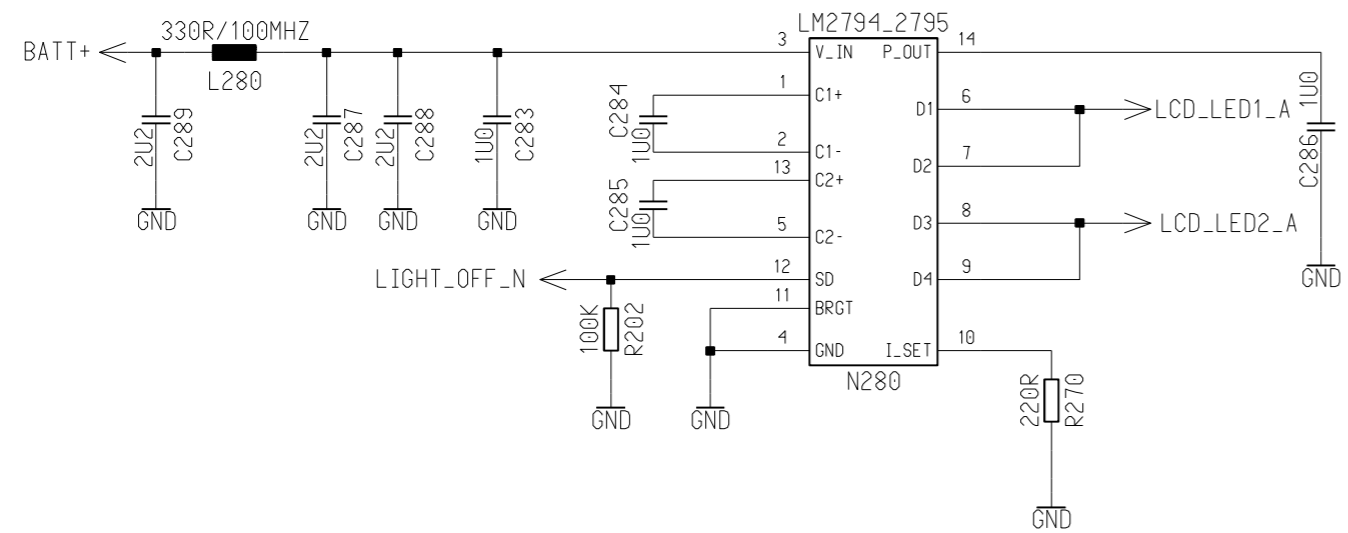 LM2794_2795
330R/100MHZ
BATT+
L280
3
V_IN
P_OUT
14
1
C1+
D1
6
LCD_LED1_A
2
C1-
D2
7
13
C2+
D3
8
LCD_LED2_A
5
C2-
D4
9
LIGHT_OFF_N
12
SD
11
BRGT
4
GND
I_SET
10
N280
2U2
C289
GND
2U2
C287
GND
2U2
C288
GND
1U0
C283
GND
C284
1U0
C285
1U0
100K
R202
GND
GND
220R
R270
GND
1U0
C286
GND